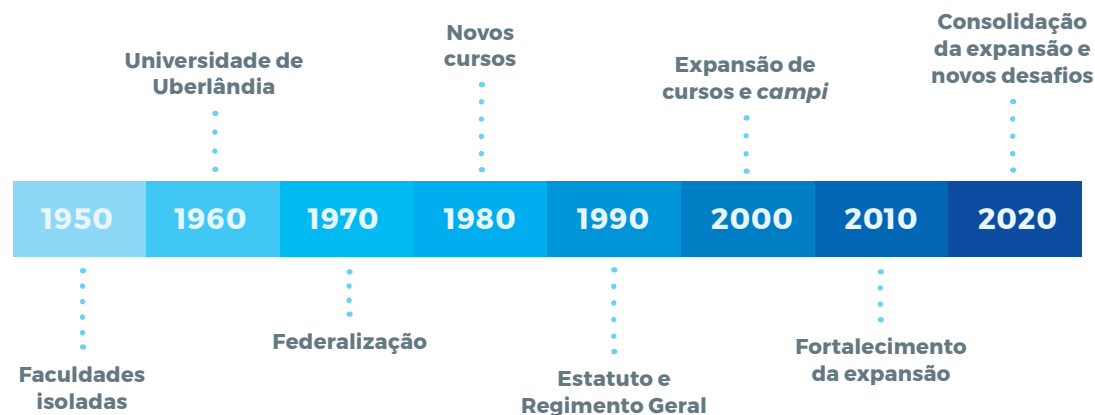 Universidade de
Uberlândia
Novos
cursos
Expansão de
cursos e campi
Consolidação
da expansão e
novos desafios
1950 1960 1970 1980 1990 2000 2010 2020
Faculdades
isoladas
Federalização
Estatuto e
Regimento Geral
Fortalecimento
da expansão